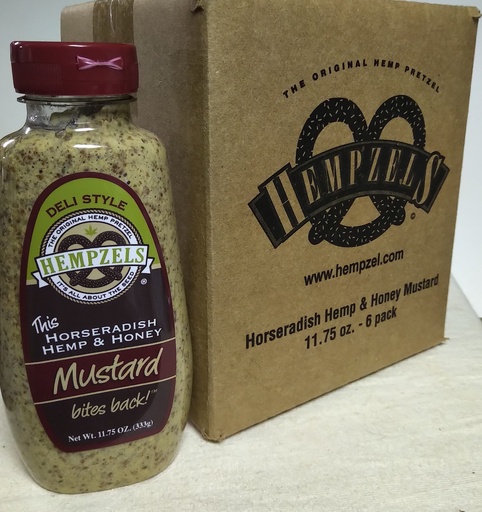 DELI STYLE
THE ORIGINAL HEMP PRETZEL
HEMPZELS
IT'S ALL ABOUT THE SEED
®
This
HORSERADISH
HEMP & HONEY
Mustard
bites back!™
Net Wt. 11.75 OZ. (333g)
THE ORIGINAL HEMP PRETZEL
HEMPZELS
©
www.hempzel.com
Horseradish Hemp & Honey Mustard
11.75 oz. - 6 pack